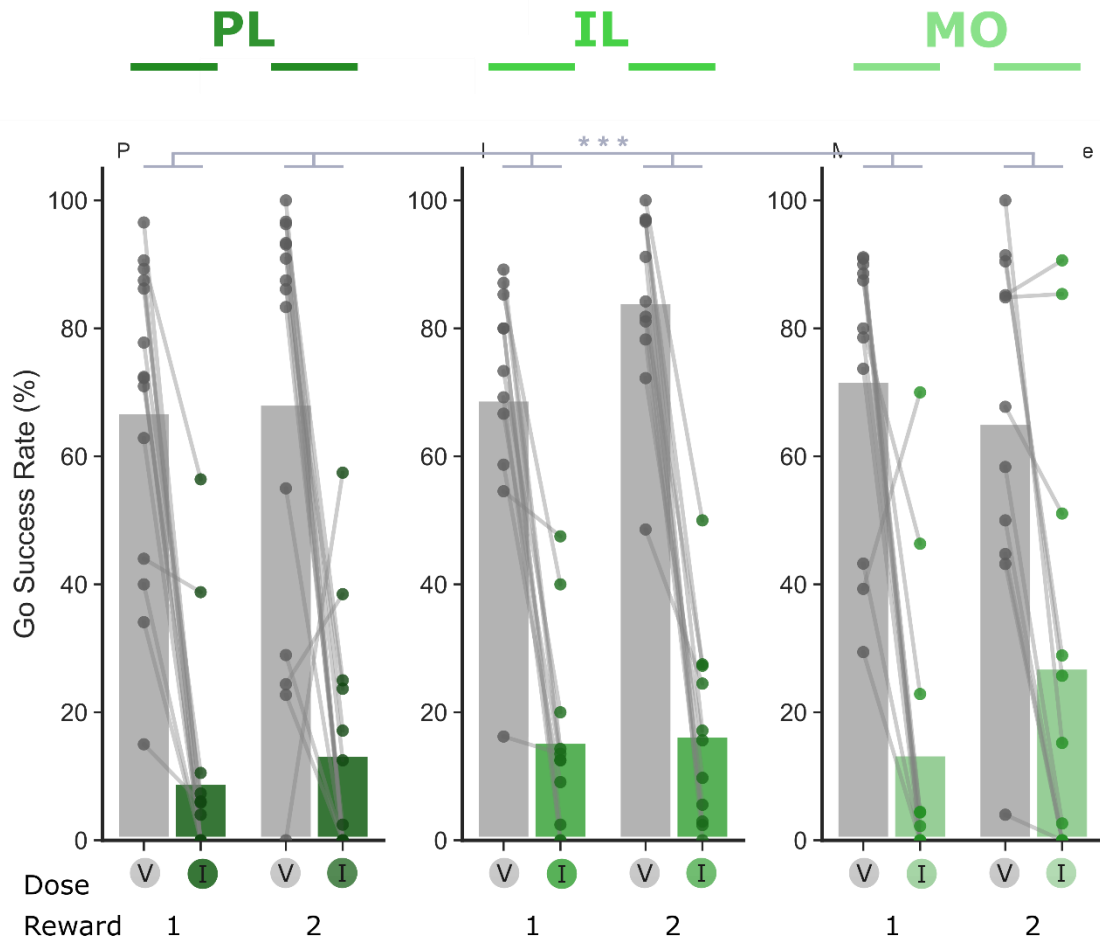 PL IL MO
P I *** M e
100 100 100
80 80 80
60 60 60
40 40 40
20 20 20
0 0 0
Go Success Rate (%)
Dose V I V I V I V I V I V I
Reward 1 2 1 2 1 2